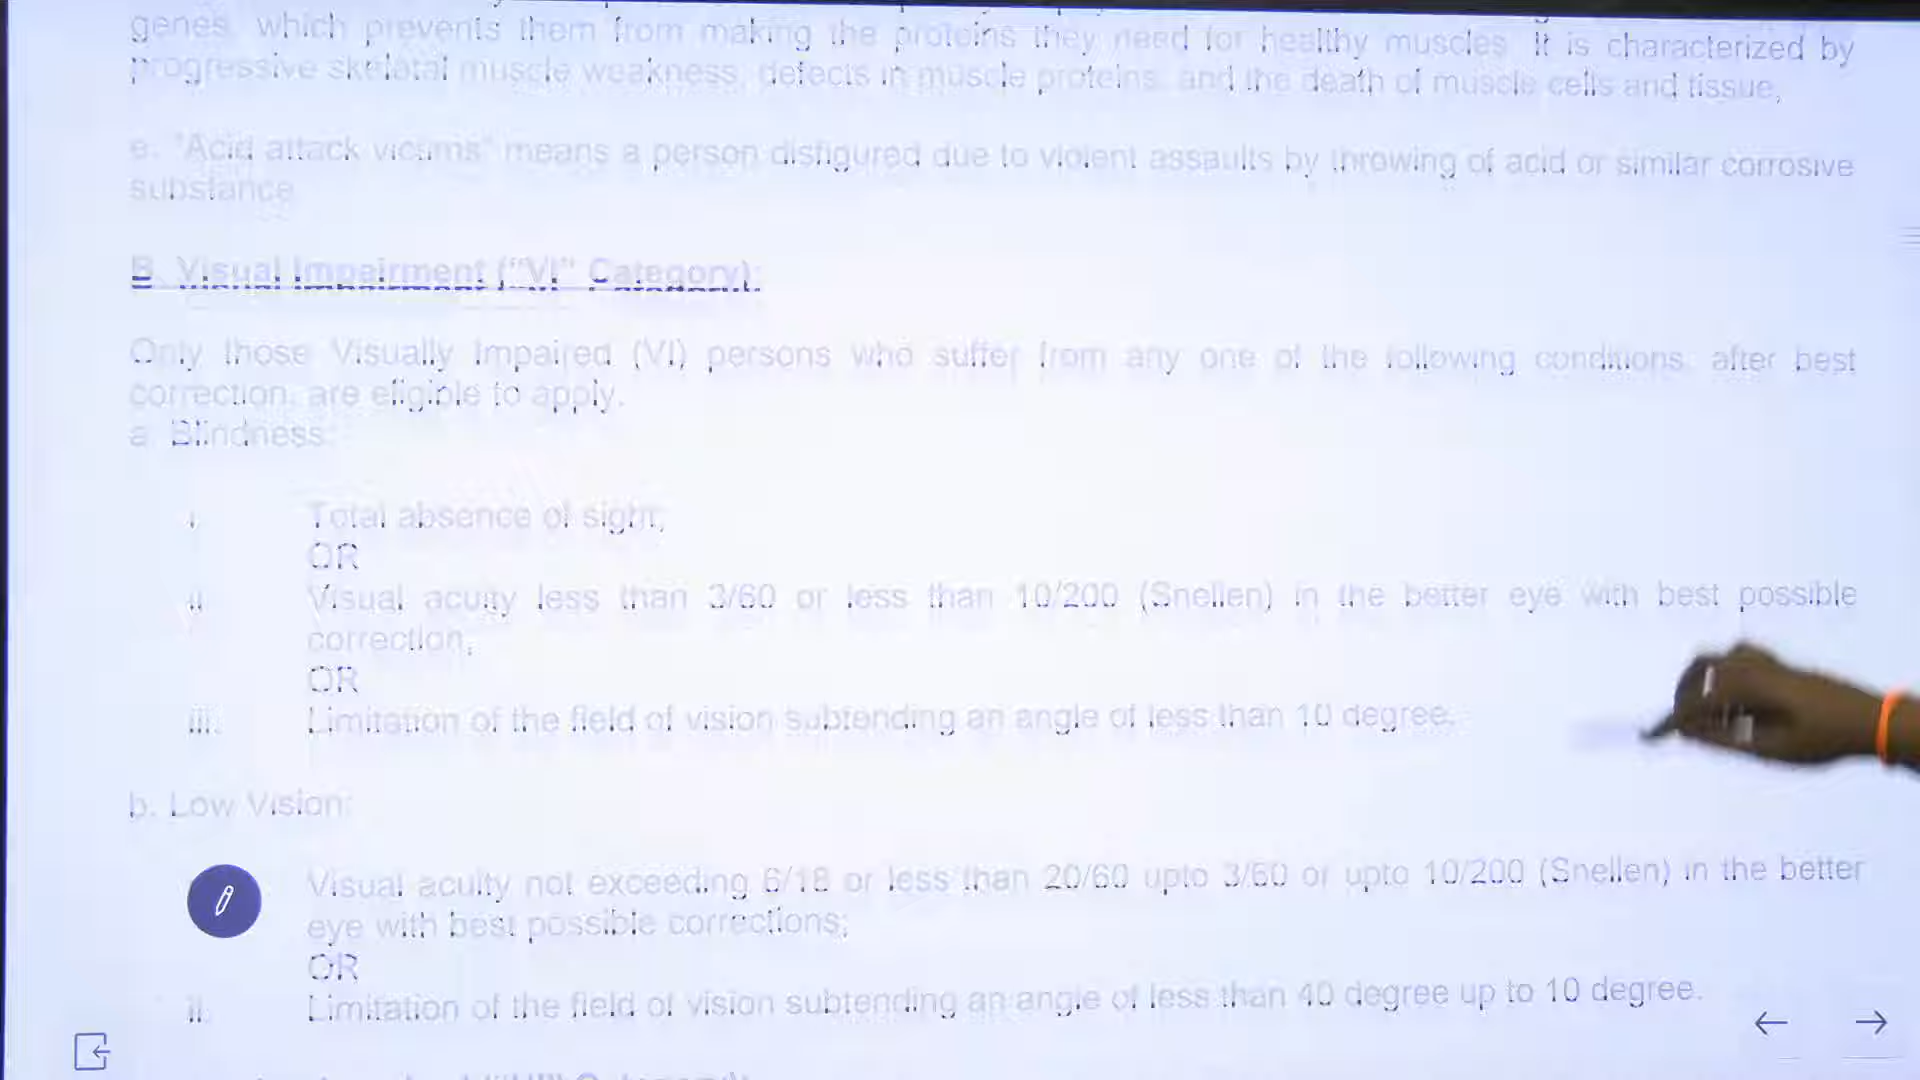 genes, which prevents them from making the proteins they need for healthy muscles. It is characterized by
progressive skeletal muscle weakness, defects in muscle proteins, and the death of muscle cells and tissue.
e. "Acid attack victims" means a person disfigured due to violent assaults by throwing of acid or similar corrosive
substance.
B. Visual Impairment ("VI" Category):
Only those Visually Impaired (VI) persons who suffer from any one of the following conditions, after best
correction, are eligible to apply.
a. Blindness:
i. Total absence of sight;
OR
ii. Visual acuity less than 3/60 or less than 10/200 (Snellen) in the better eye with best possible
correction;
OR
iii. Limitation of the field of vision subtending an angle of less than 10 degree.
b. Low Vision:
Visual acuity not exceeding 6/18 or less than 20/60 upto 3/60 or upto 10/200 (Snellen) in the better
eye with best possible corrections;
OR
ii. Limitation of the field of vision subtending an angle of less than 40 degree up to 10 degree.